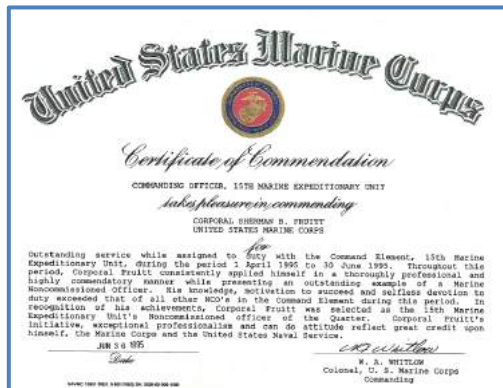 United States Marine Corps
Certificate of Commendation
COMMANDING OFFICER, 15TH MARINE EXPEDITIONARY UNIT
takes pleasure in commending
CORPORAL SHERMAN B. PRUITT
UNITED STATES MARINE CORPS
for
Outstanding service while assigned to duty with the Command Element, 15th Marine
Expeditionary Unit, during the period 1 April 1995 to 30 June 1995. Throughout this
period, Corporal Pruitt consistently applied himself in a thoroughly professional and
highly commendatory manner while presenting an outstanding example of a Marine
Noncommissioned Officer. His knowledge, motivation to succeed and selfless devotion to
duty exceeded that of all other NCO's in the Command Element during this period. In
recognition of his achievements, Corporal Pruitt was selected as the 15th Marine
Expeditionary Unit's Noncommissioned officer of the Quarter. Corporal Pruitt's
initiative, exceptional professionalism and can do attitude reflect great credit upon
himself, the Marine Corps and the United States Naval Service.
JUN 30 1995
Date
W. A. WHITLOW
Colonel, U. S. Marine Corps
Commanding